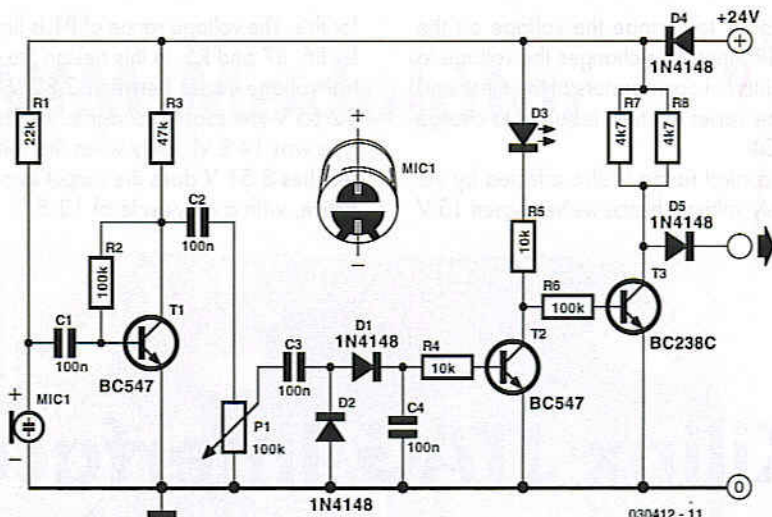 D4
+24V
+
1N4148
R1
22k
R3
47k
D3
R7
4k7
R8
4k7
+
MIC1
–
C2
100n
R5
10k
D5
1N4148
R2
100k
T1
R6
100k
T3
C1
100n
C3
100n
D1
1N4148
R4
10k
T2
BC238C
BC547
BC547
+
MIC1
–
P1
100k
D2
C4
100n
1N4148
0
030412 - 11